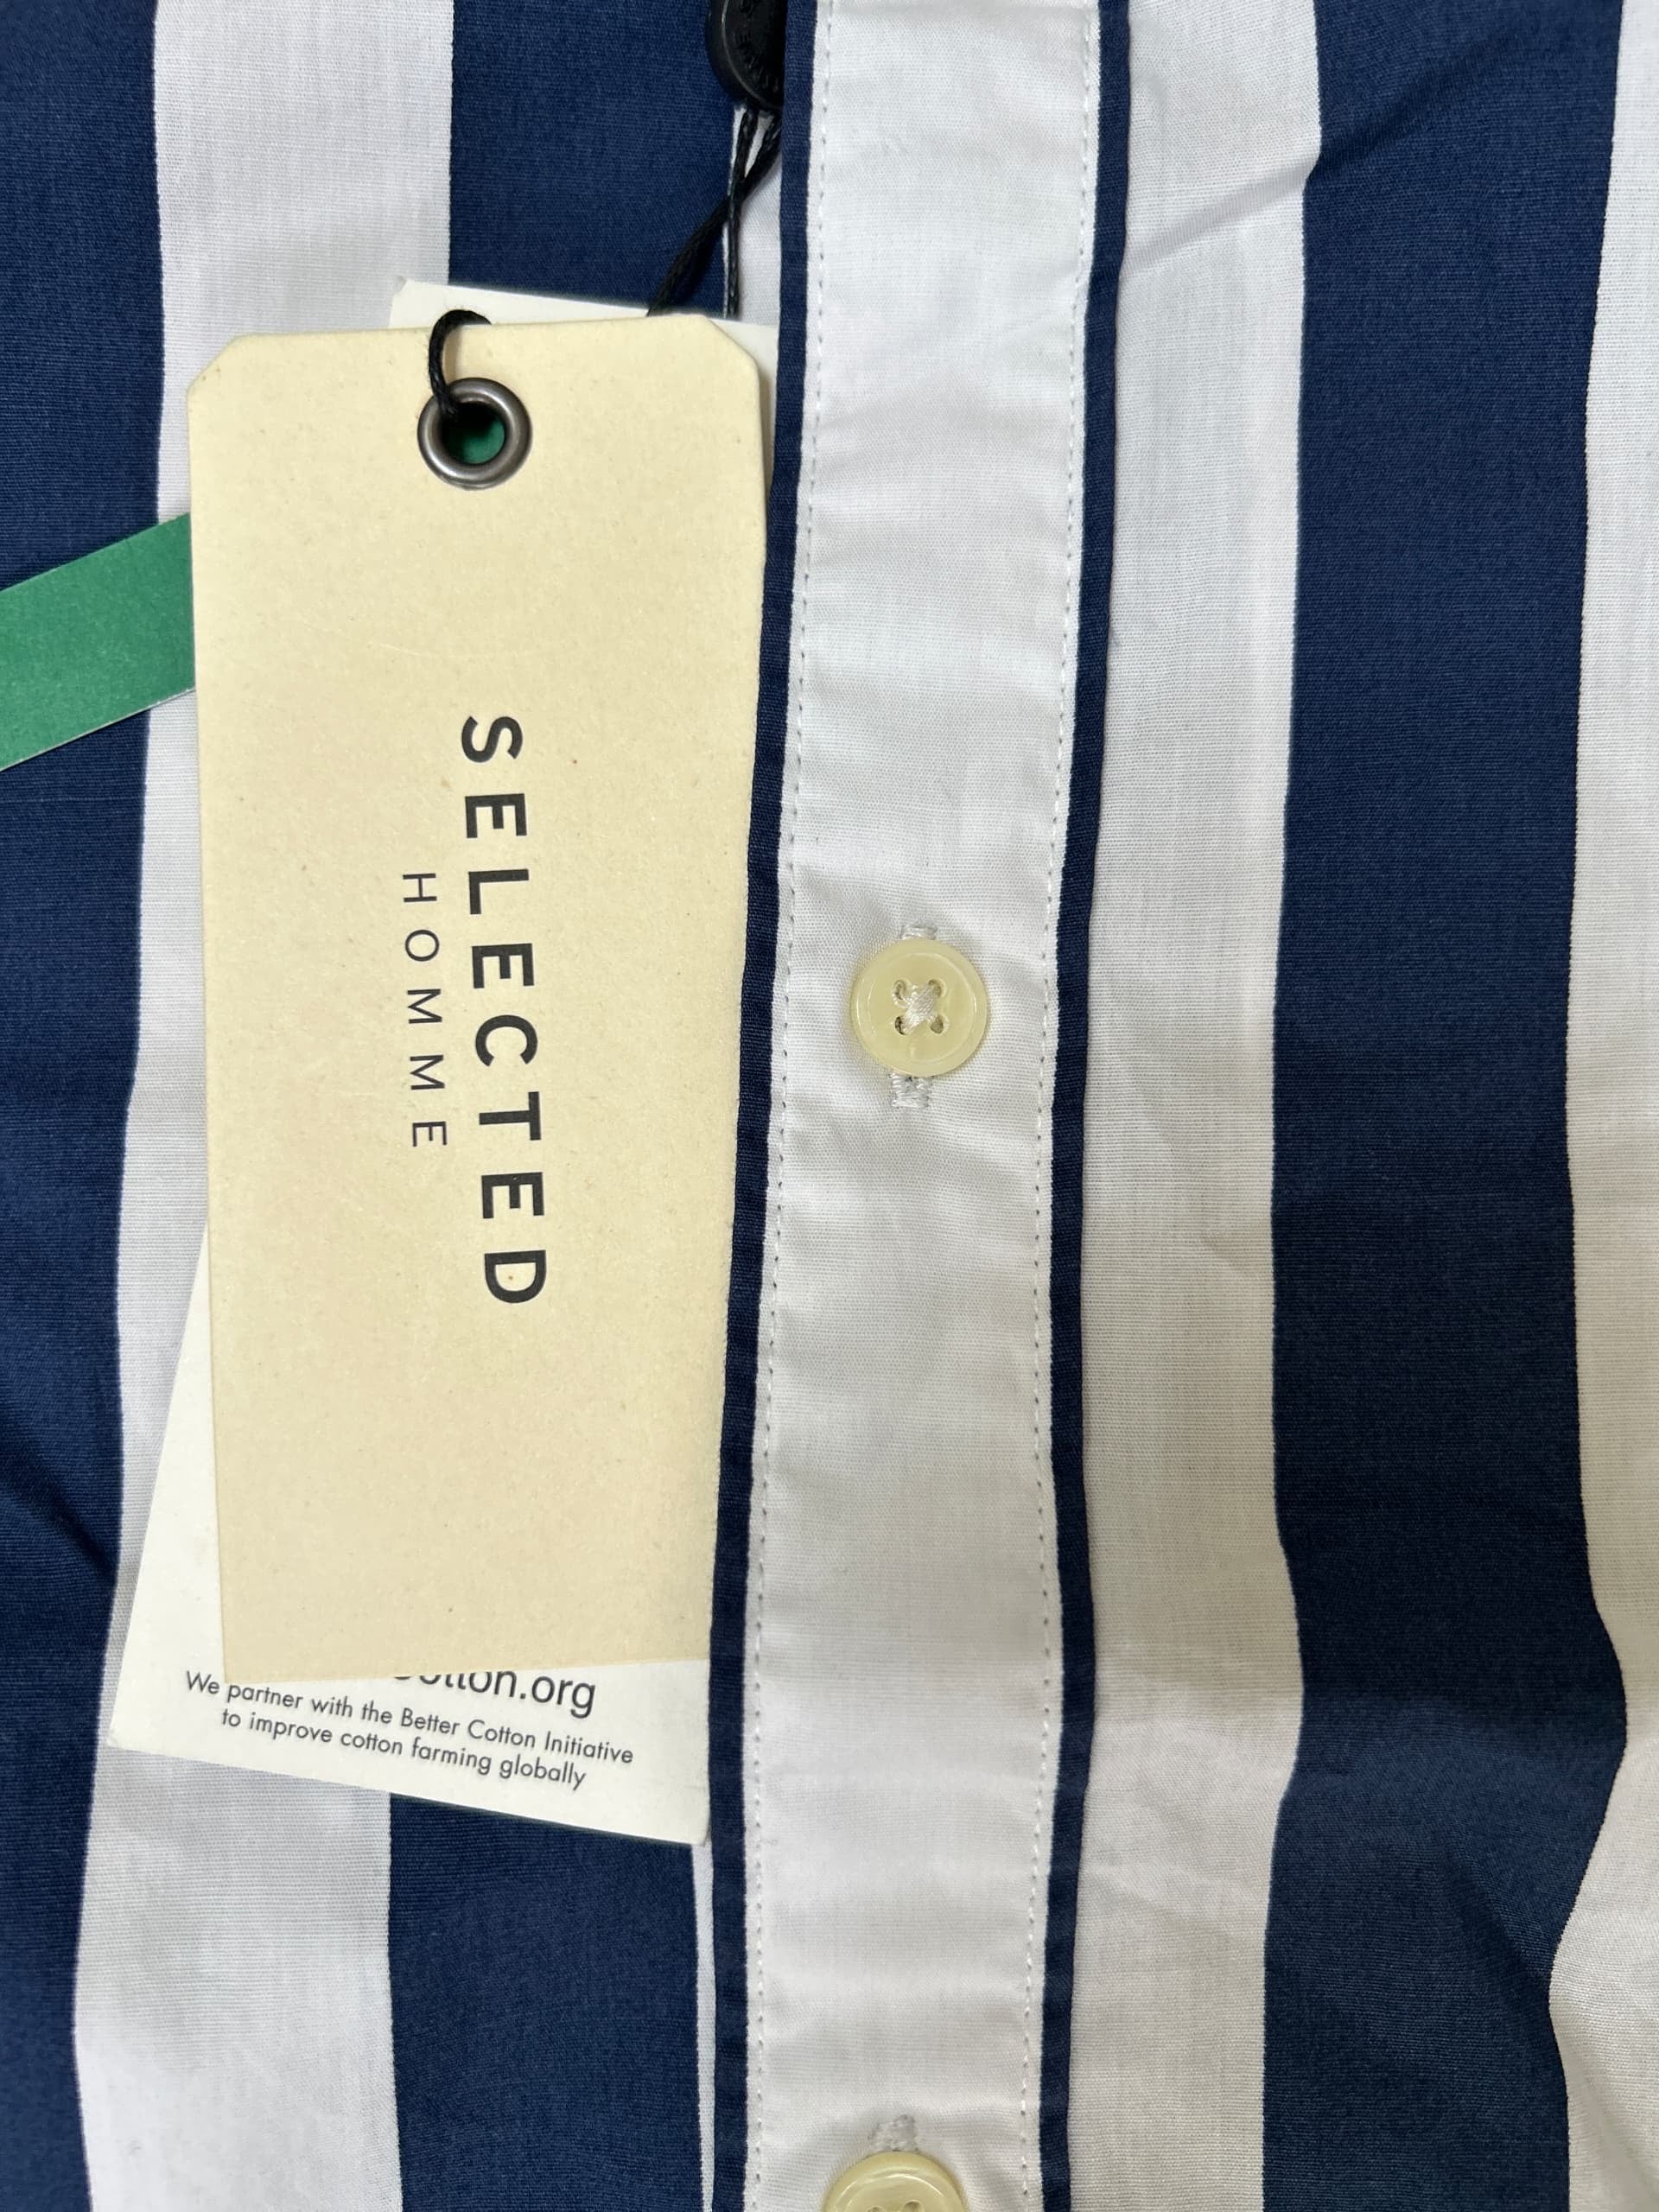 SELECTED
HOMME
We partner with the Better Cotton Initiative
to improve cotton farming globally